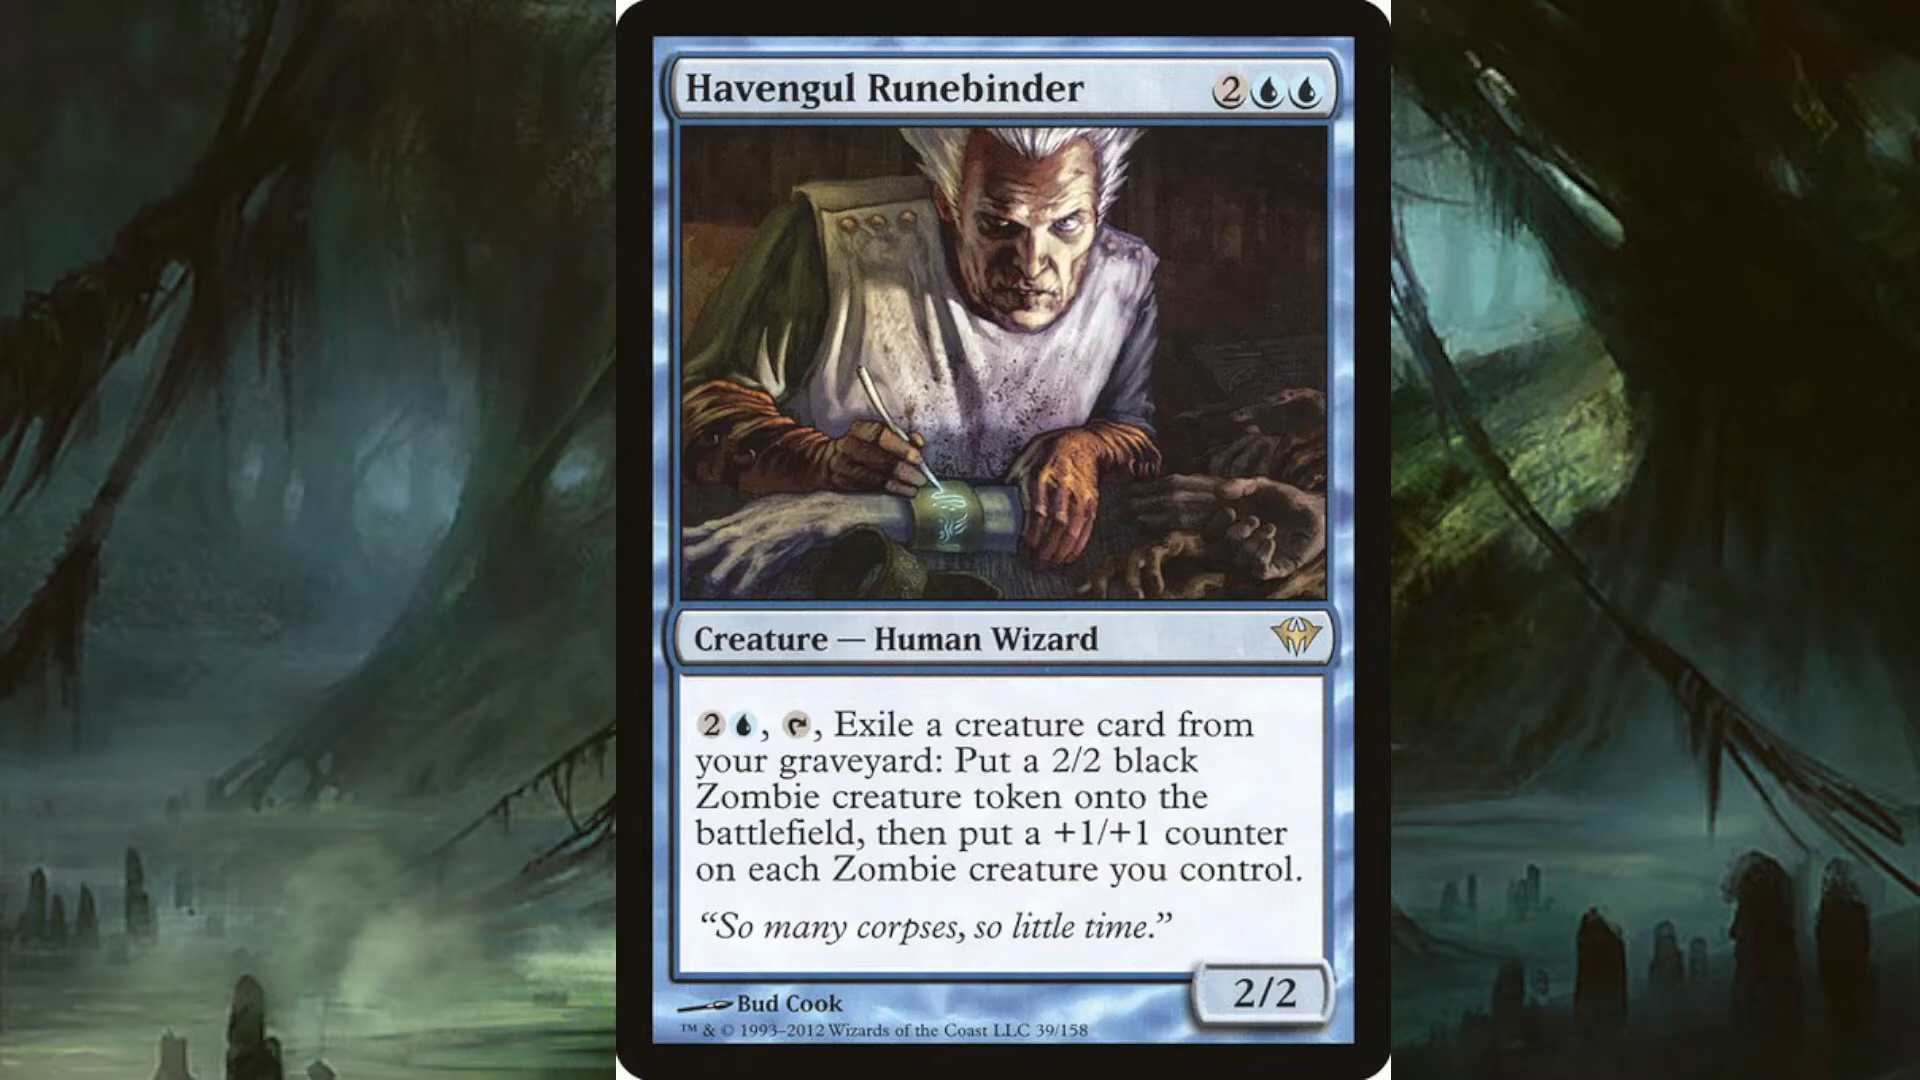 Havengul Runebinder 2
Creature — Human Wizard
2 , , Exile a creature card from
your graveyard: Put a 2/2 black
Zombie creature token onto the
battlefield, then put a +1/+1 counter
on each Zombie creature you control.
“So many corpses, so little time.”
2/2
Bud Cook
™ & © 1993–2012 Wizards of the Coast LLC 39/158